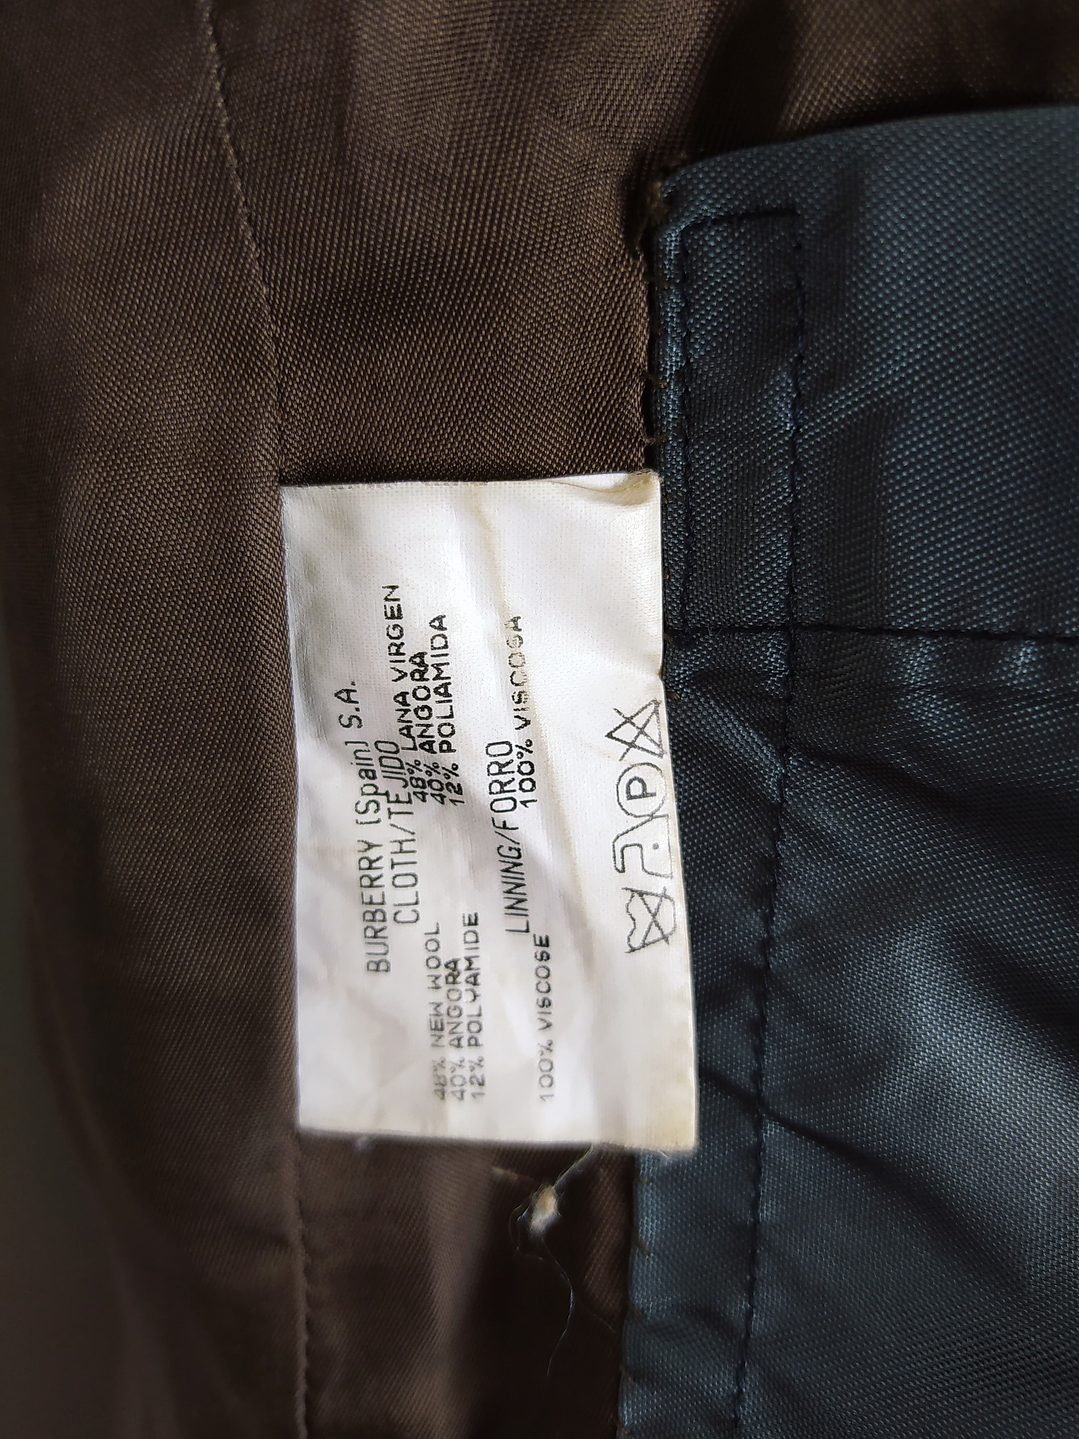 BURBERRY (Spain) S.A.
CLOTH/TEJIDO
48% NEW WOOL 48% LANA VIRGEN
40% ANGORA 40% ANGORA
12% POLYAMIDE 12% POLIAMIDA
LINNING/FORRO
100% VISCOSE 100% VISCOSA
P